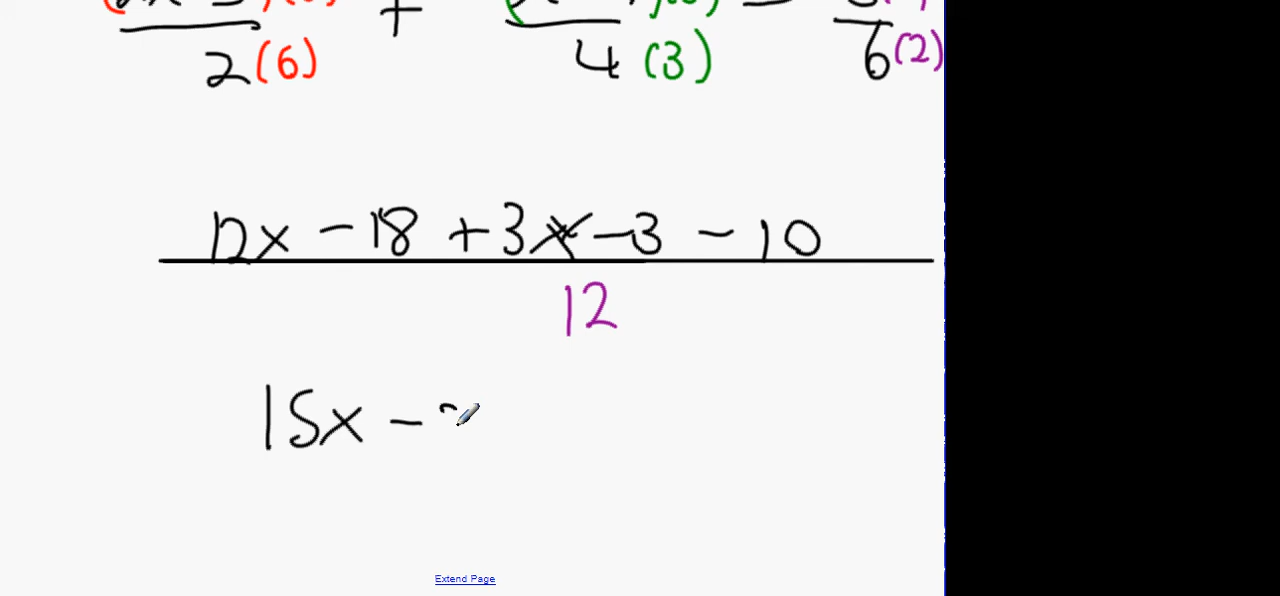 +
2(6) 4(3) 6(2)
12x - 18 + 3x - 3 - 10
12
15x -
Extend Page